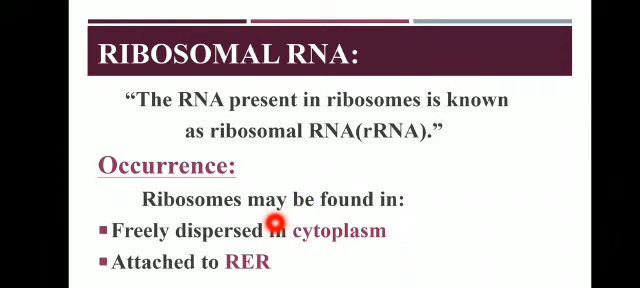 RIBOSOMAL RNA:
“The RNA present in ribosomes is known
as ribosomal RNA(rRNA).”
Occurrence:
Ribosomes may be found in:
▪ Freely dispersed in cytoplasm
▪ Attached to RER